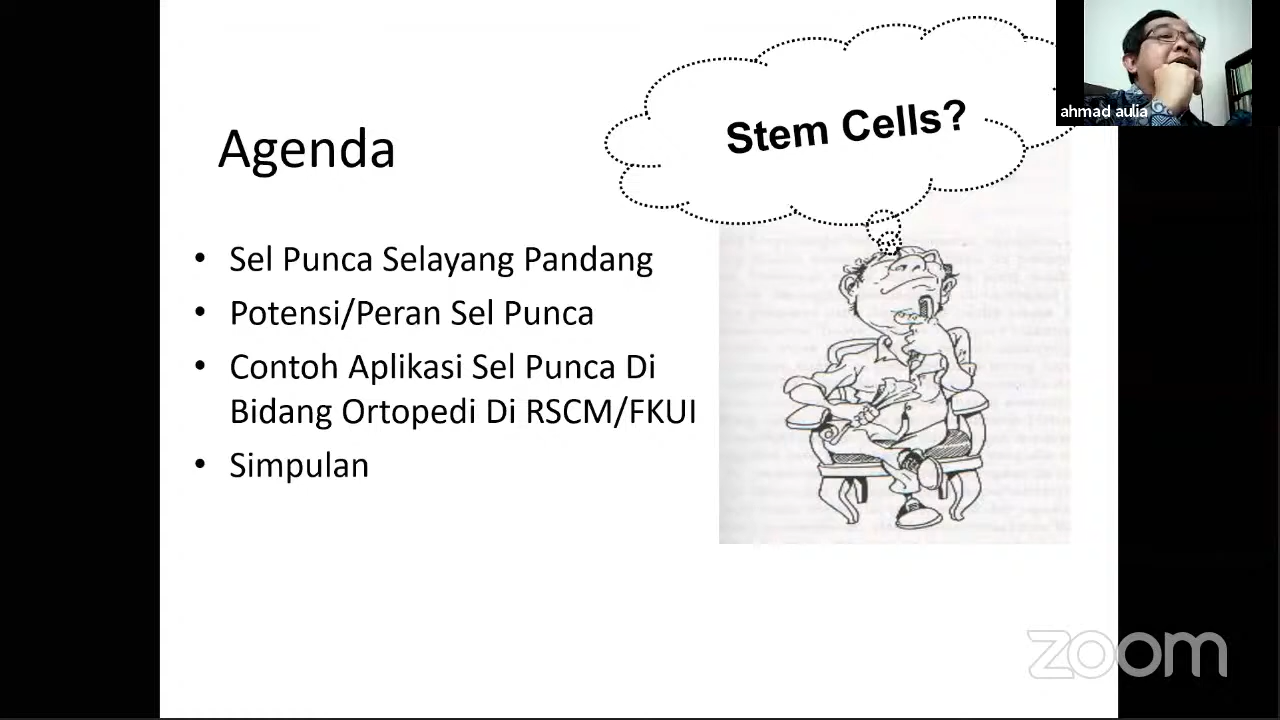 Stem Cells?
ahmad aulia
Agenda
• Sel Punca Selayang Pandang
• Potensi/Peran Sel Punca
• Contoh Aplikasi Sel Punca Di
Bidang Ortopedi Di RSCM/FKUI
• Simpulan
zoom